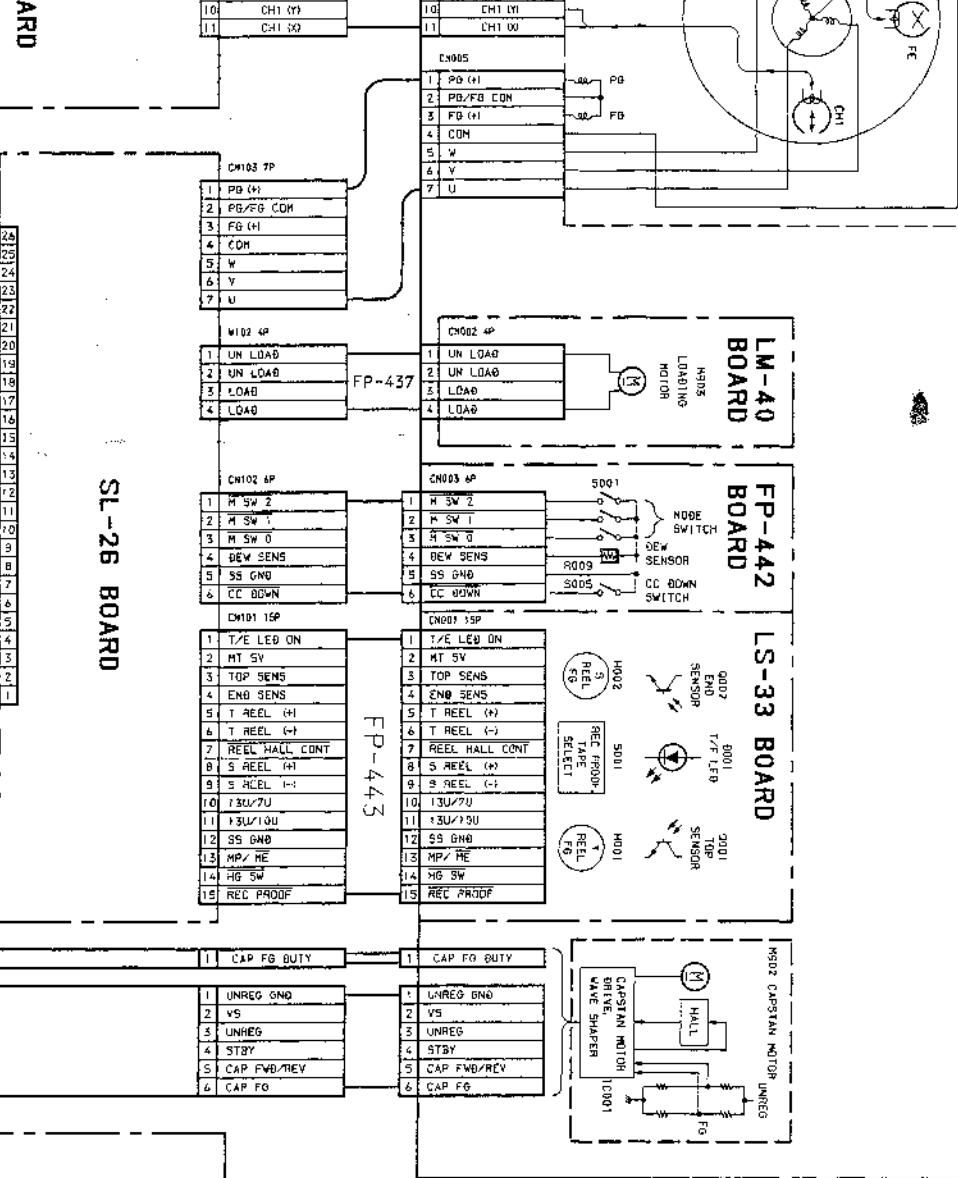 ARD
10 CH1 (Y)
11 CH1 (X)
10 CH1 (Y)
11 CH1 (X)
FE
CH1
CN005
1 PG (+)
2 PG/FG COM
3 FG (+)
4 COM
5 W
6 V
7 U
PG
FG
CN103 7P
1 PG (+)
2 PG/FG COM
3 FG (+)
4 COM
5 W
6 V
7 U
26
25
24
23
22
21
20
19
18
17
16
15
14
13
12
11
10
9
8
7
6
5
4
3
2
1
SL-26 BOARD
W102 4P
1 UN LOAD
2 UN LOAD
3 LOAD
4 LOAD
FP-437
CN002 4P
1 UN LOAD
2 UN LOAD
3 LOAD
4 LOAD
M
M903
LOADING
MOTOR
LM-40
BOARD
CN102 6P
1 M SW 2
2 M SW 1
3 M SW 0
4 DEW SENS
5 SS GND
6 CC DOWN
CN003 6P
1 M SW 2
2 M SW 1
3 M SW 0
4 DEW SENS
5 SS GND
6 CC DOWN
S001
MODE
SWITCH
DEW
SENSOR
R009
S005
CC DOWN
SWITCH
FP-442
BOARD
CN101 15P
1 T/E LED ON
2 MT 5V
3 TOP SENS
4 END SENS
5 T REEL (+)
6 T REEL (-)
7 REEL HALL CONT
8 S REEL (+)
9 S REEL (-)
10 13U/7U
11 13U/10U
12 SS GND
13 MP/ME
14 HG SW
15 REC PROOF
FP-443
CN001 15P
1 T/E LED ON
2 MT 5V
3 TOP SENS
4 END SENS
5 T REEL (+)
6 T REEL (-)
7 REEL HALL CONT
8 S REEL (+)
9 S REEL (-)
10 13U/7U
11 13U/10U
12 SS GND
13 MP/ME
14 HG SW
15 REC PROOF
S
REEL
FG
H002
REC PROOF
TAPE
SELECT
S001
T
REEL
FG
H001
Q002
END
SENSOR
D001
T/E LED
Q001
TOP
SENSOR
LS-33 BOARD
1 CAP FG DUTY
1 CAP FG DUTY
1 UNREG GND
2 VS
3 UNREG
4 STBY
5 CAP FWD/REV
6 CAP FG
1 UNREG GND
2 VS
3 UNREG
4 STBY
5 CAP FWD/REV
6 CAP FG
M902 CAPSTAN MOTOR
M
HALL
CAPSTAN MOTOR
DRIVE,
WAVE SHAPER
IC001
UNREG
FG